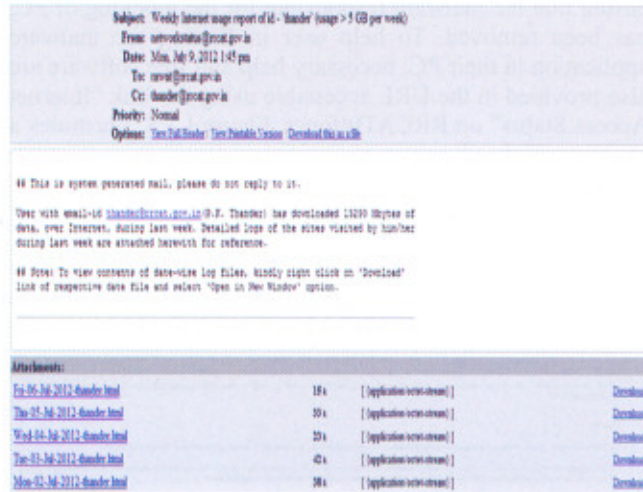 Subject: Weekly Internet usage report of id - 'thander' (usage > 5 GB per week)
From:
Date: Mon, July 9, 2012 1:45 pm
To:
Cc: thander@rrcat.gov.in
Priority: Normal
Options: View Full Header | View Printable Version | Download this as a file
## This is system generated mail, please do not reply to it.
User with email-id thander@rrcat.gov.in (P.K. Thander) has downloaded 13290 Mbytes of
data, over Internet, during last week. Detailed logs of the sites visited by him/her
during last week are attached herewith for reference.
## Note: To view contents of date-wise log files, kindly right click on 'Download'
link of respective date file and select 'Open in New Window' option.
Attachments:
Fri-06-Jul-2012-thander.html [ [application/octet-stream] ] Download
Thu-05-Jul-2012-thander.html [ [application/octet-stream] ] Download
Wed-04-Jul-2012-thander.html [ [application/octet-stream] ] Download
Tue-03-Jul-2012-thander.html [ [application/octet-stream] ] Download
Mon-02-Jul-2012-thander.html [ [application/octet-stream] ] Download